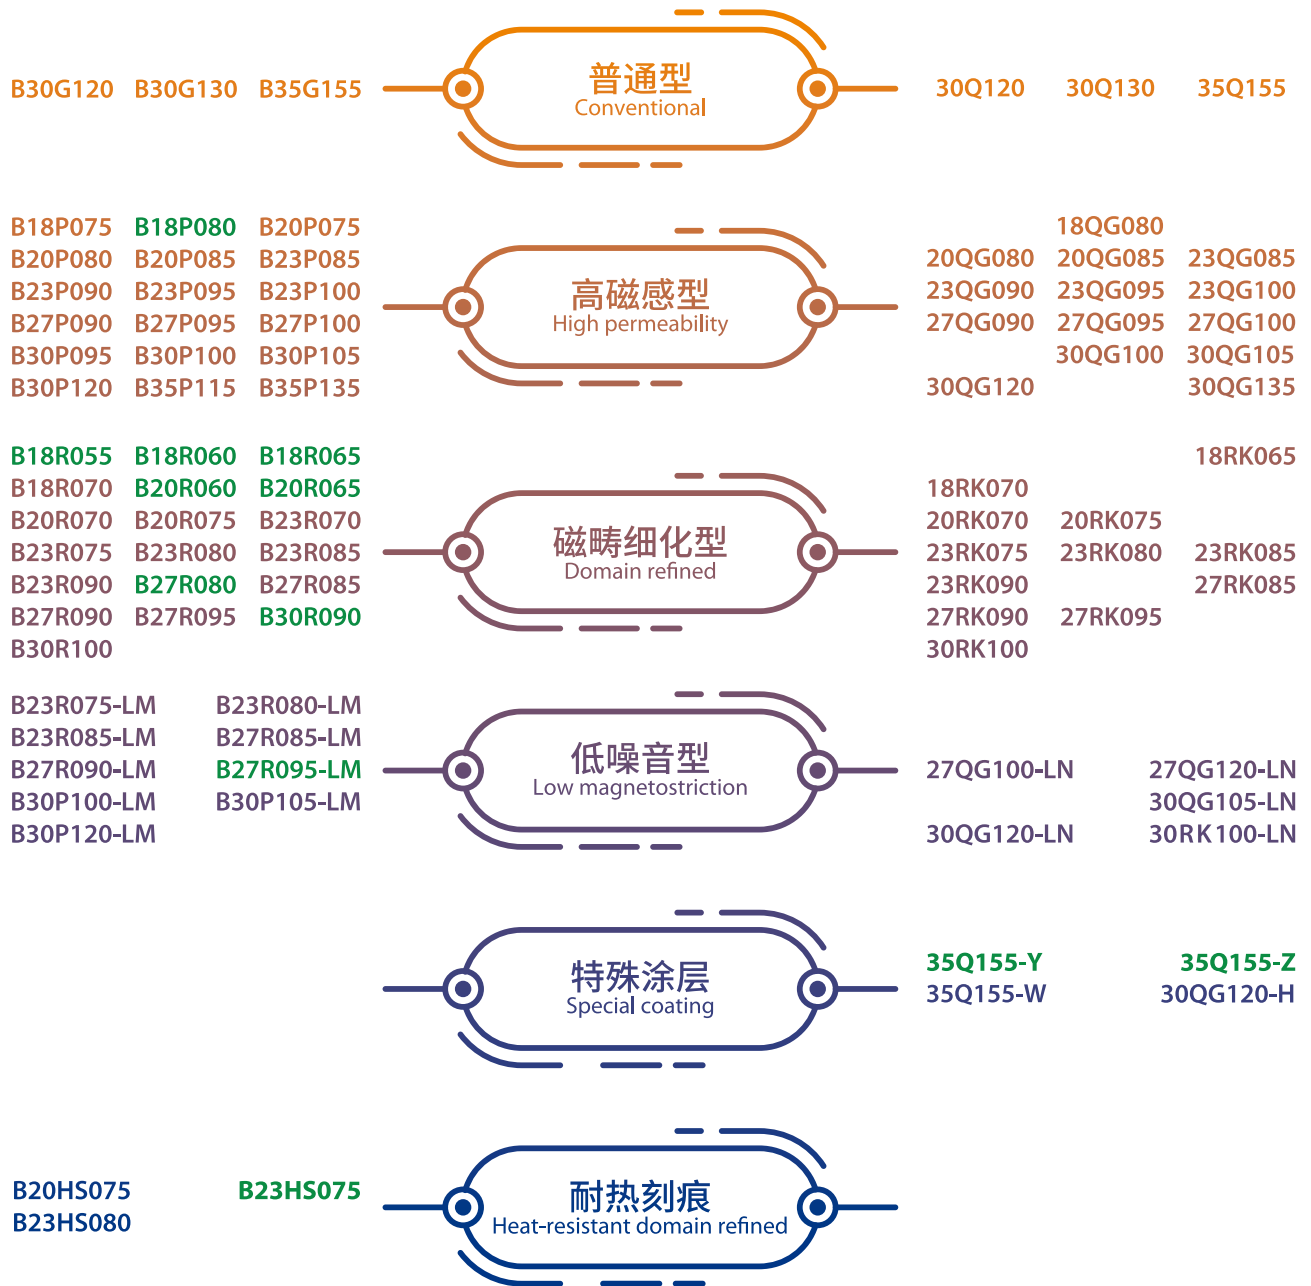 普通型
Conventional
B30G120 B30G130 B35G155
30Q120 30Q130 35Q155
高磁感型
High permeability
B18P075 B18P080 B20P075
B20P080 B20P085 B23P085
B23P090 B23P095 B23P100
B27P090 B27P095 B27P100
B30P095 B30P100 B30P105
B30P120 B35P115 B35P135
18QG080
20QG080 20QG085 23QG085
23QG090 23QG095 23QG100
27QG090 27QG095 27QG100
30QG100 30QG105
30QG120 30QG135
磁畴细化型
Domain refined
B18R055 B18R060 B18R065
B18R070 B20R060 B20R065
B20R070 B20R075 B23R070
B23R075 B23R080 B23R085
B23R090 B27R080 B27R085
B27R090 B27R095 B30R090
B30R100
18RK065
18RK070
20RK070 20RK075
23RK075 23RK080 23RK085
23RK090 27RK085
27RK090 27RK095
30RK100
低噪音型
Low magnetostriction
B23R075-LM B23R080-LM
B23R085-LM B27R085-LM
B27R090-LM B27R095-LM
B30P100-LM B30P105-LM
B30P120-LM
27QG100-LN 27QG120-LN
30QG105-LN
30QG120-LN 30RK100-LN
特殊涂层
Special coating
35Q155-Y 35Q155-Z
35Q155-W 30QG120-H
耐热刻痕
Heat-resistant domain refined
B20HS075 B23HS075
B23HS080